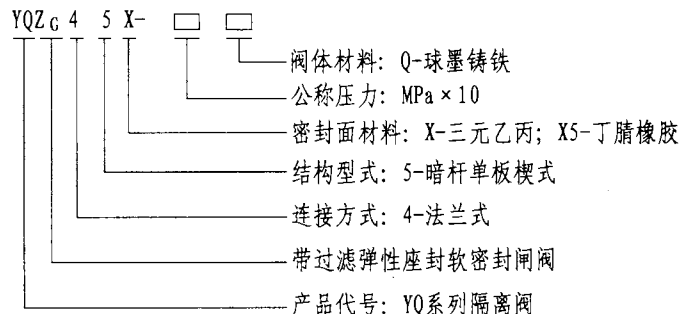 YQZG45X-□□
阀体材料: Q-球墨铸铁
公称压力: MPa×10
密封面材料: X-三元乙丙; X5-丁腈橡胶
结构型式: 5-暗杆单板楔式
连接方式: 4-法兰式
带过滤弹性座封软密封闸阀
产品代号: YQ系列隔离阀